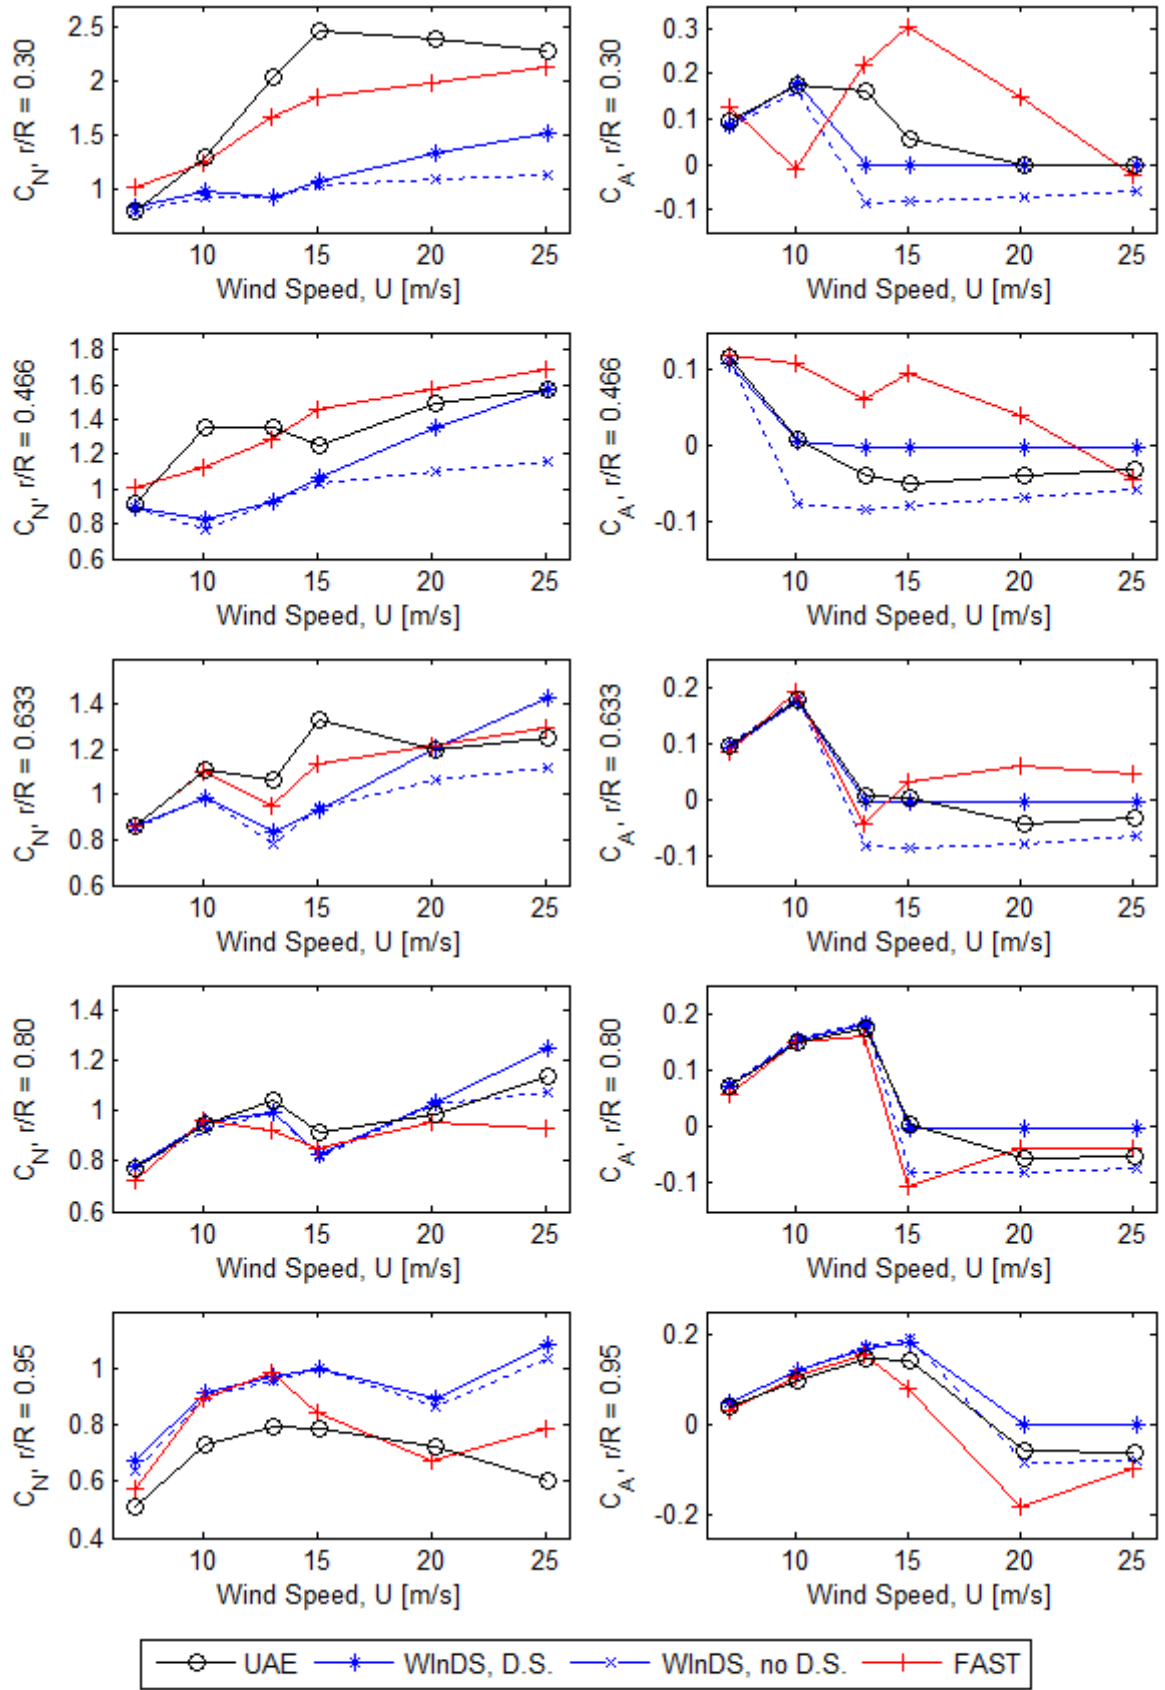 2.5
2
1.5
1
C_N, r/R = 0.30
10 15 20 25
Wind Speed, U [m/s]
0.3
0.2
0.1
0
-0.1
C_A, r/R = 0.30
10 15 20 25
Wind Speed, U [m/s]
1.8
1.6
1.4
1.2
1
0.8
0.6
C_N, r/R = 0.466
10 15 20 25
Wind Speed, U [m/s]
0.1
0
-0.1
C_A, r/R = 0.466
10 15 20 25
Wind Speed, U [m/s]
1.4
1.2
1
0.8
0.6
C_N, r/R = 0.633
10 15 20 25
Wind Speed, U [m/s]
0.2
0.1
0
-0.1
C_A, r/R = 0.633
10 15 20 25
Wind Speed, U [m/s]
1.4
1.2
1
0.8
0.6
C_N, r/R = 0.80
10 15 20 25
Wind Speed, U [m/s]
0.2
0.1
0
-0.1
C_A, r/R = 0.80
10 15 20 25
Wind Speed, U [m/s]
1
0.8
0.6
0.4
C_N, r/R = 0.95
10 15 20 25
Wind Speed, U [m/s]
0.2
0
-0.2
C_A, r/R = 0.95
10 15 20 25
Wind Speed, U [m/s]
UAE WInDS, D.S. WInDS, no D.S. FAST